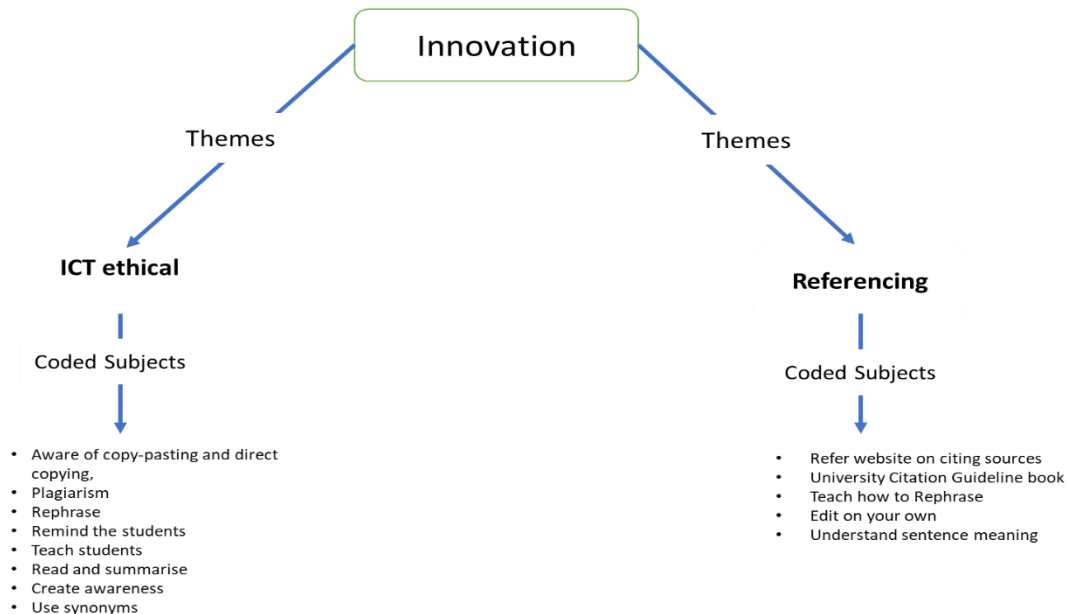 Innovation
Themes
Themes
ICT ethical
Referencing
Coded Subjects
Coded Subjects
• Aware of copy-pasting and direct
copying,
• Plagiarism
• Rephrase
• Remind the students
• Teach students
• Read and summarise
• Create awareness
• Use synonyms
• Refer website on citing sources
• University Citation Guideline book
• Teach how to Rephrase
• Edit on your own
• Understand sentence meaning